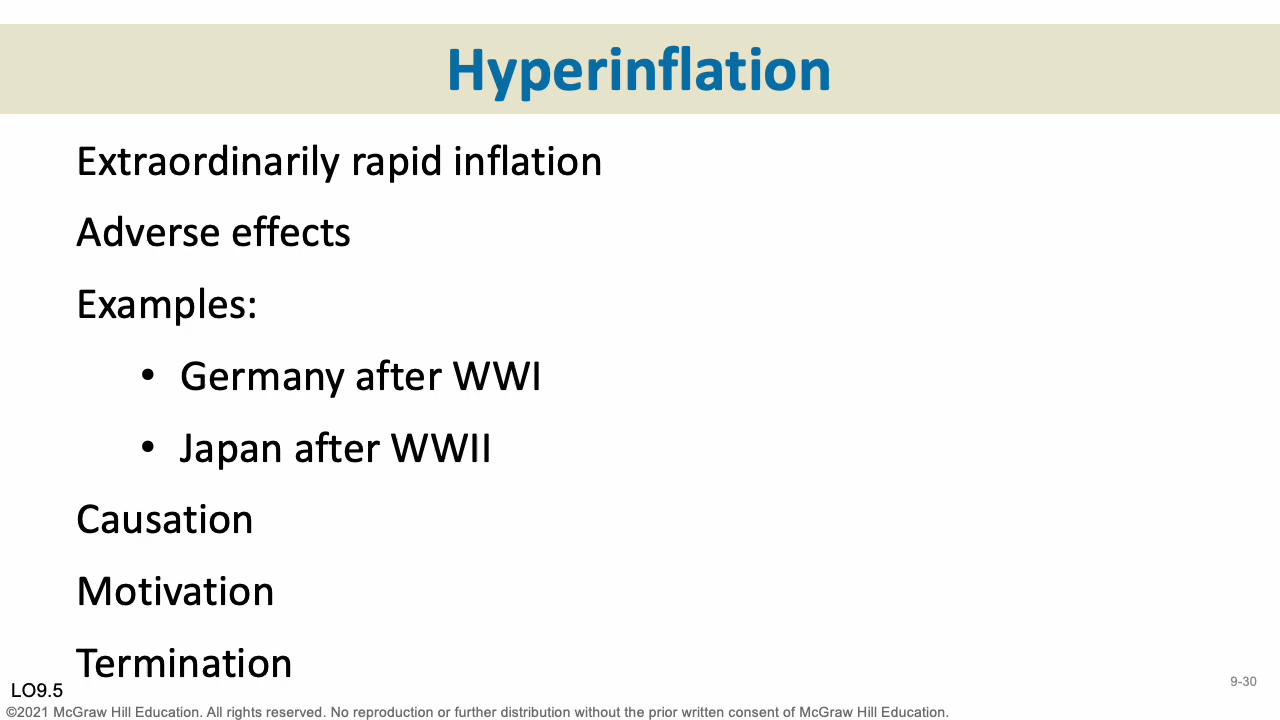 Hyperinflation
Extraordinarily rapid inflation
Adverse effects
Examples:
• Germany after WWI
• Japan after WWII
Causation
Motivation
Termination
LO9.5
9-30
©2021 McGraw Hill Education. All rights reserved. No reproduction or further distribution without the prior written consent of McGraw Hill Education.